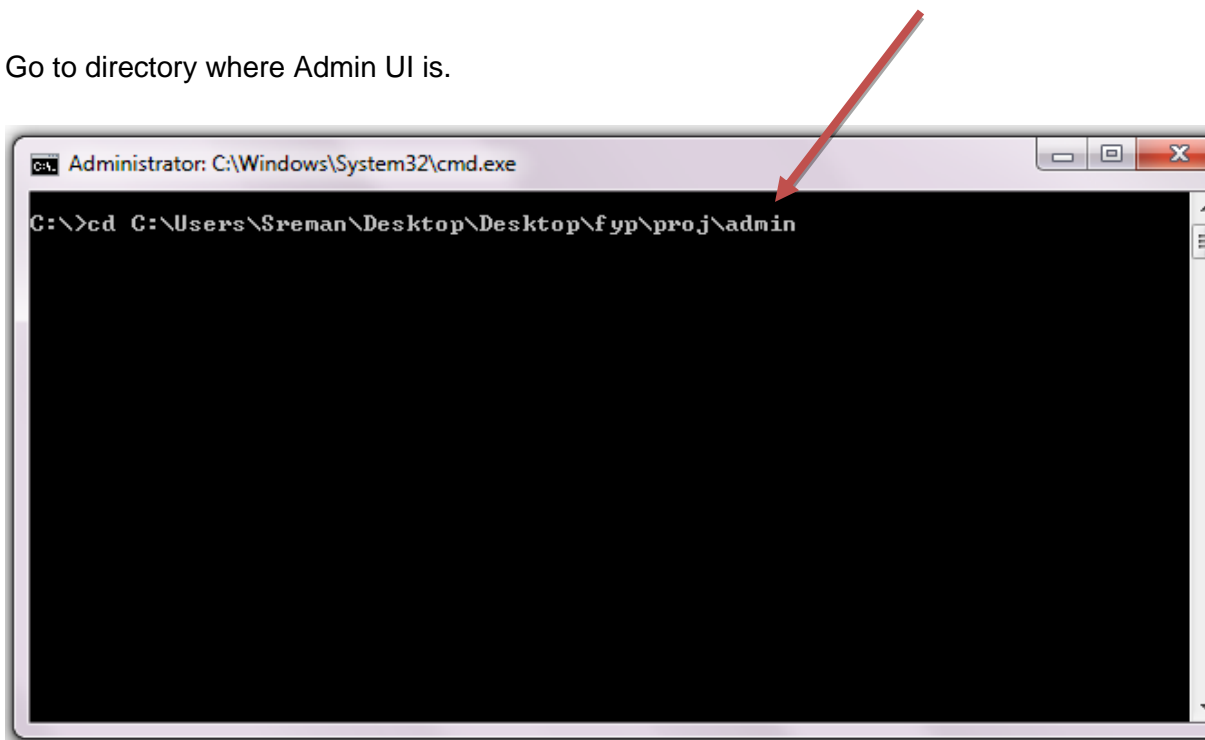 Go to directory where Admin UI is.
Administrator: C:\Windows\System32\cmd.exe
C:\>cd C:\Users\Sreman\Desktop\Desktop\fyp\proj\admin